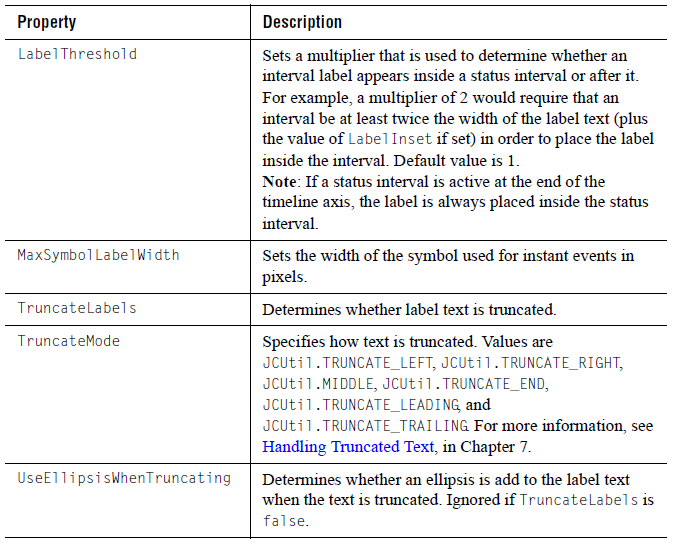 Property Description
LabelThreshold Sets a multiplier that is used to determine whether an
interval label appears inside a status interval or after it.
For example, a multiplier of 2 would require that an
interval be at least twice the width of the label text (plus
the value of LabelInset if set) in order to place the label
inside the interval. Default value is 1.
Note: If a status interval is active at the end of the
timeline axis, the label is always placed inside the status
interval.
MaxSymbolLabelWidth Sets the width of the symbol used for instant events in
pixels.
TruncateLabels Determines whether label text is truncated.
TruncateMode Specifies how text is truncated. Values are
JCUtil.TRUNCATE_LEFT, JCUtil.TRUNCATE_RIGHT,
JCUtil.MIDDLE, JCUtil.TRUNCATE_END,
JCUtil.TRUNCATE_LEADING, and
JCUtil.TRUNCATE_TRAILING. For more information, see
Handling Truncated Text, in Chapter 7.
UseEllipsisWhenTruncating Determines whether an ellipsis is add to the label text
when the text is truncated. Ignored if TruncateLabels is
false.